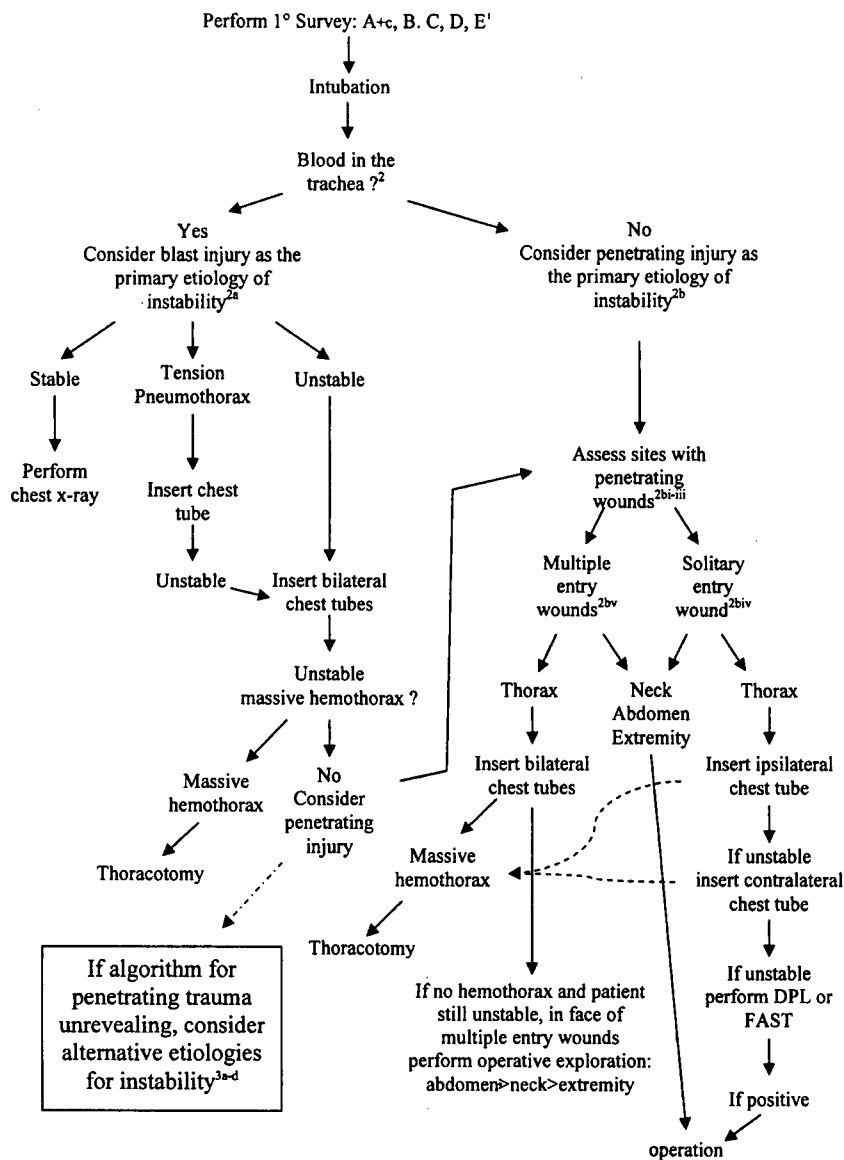 Perform 1° Survey: A+c, B. C, D, E¹
Intubation
Blood in the
trachea ?²
Yes
Consider blast injury as the
primary etiology of
instability²ᵃ
No
Consider penetrating injury as
the primary etiology of
instability²ᵇ
Stable
Tension
Pneumothorax
Unstable
Perform
chest x-ray
Insert chest
tube
Unstable
Insert bilateral
chest tubes
Unstable
massive hemothorax ?
Massive
hemothorax
Thoracotomy
No
Consider
penetrating
injury
If algorithm for
penetrating trauma
unrevealing, consider
alternative etiologies
for instability³ᵃ⁻ᵈ
Assess sites with
penetrating
wounds²ᵇⁱ⁻ⁱⁱⁱ
Multiple
entry
wounds²ᵇᵛ
Solitary
entry
wound²ᵇⁱᵛ
Thorax
Neck
Abdomen
Extremity
Thorax
Insert bilateral
chest tubes
Massive
hemothorax
Thoracotomy
If no hemothorax and patient
still unstable, in face of
multiple entry wounds
perform operative exploration:
abdomen>neck>extremity
Insert ipsilateral
chest tube
If unstable
insert contralateral
chest tube
If unstable
perform DPL or
FAST
If positive
operation